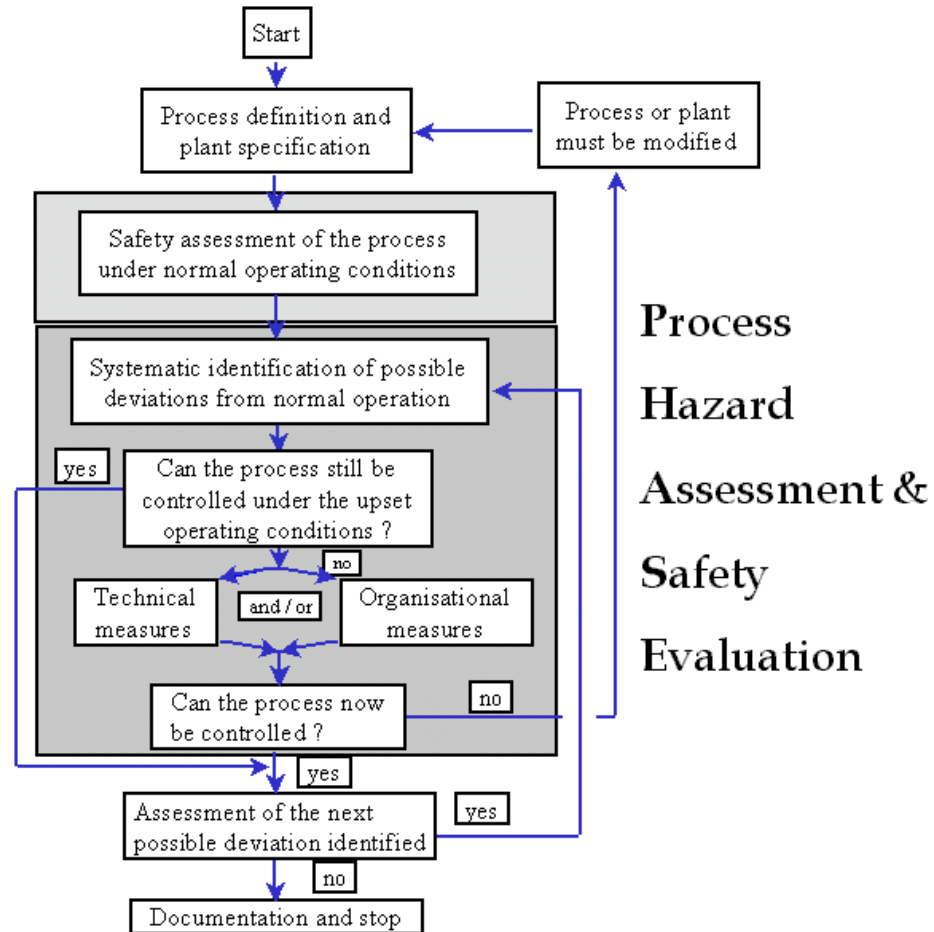 Start
Process definition and
plant specification
Process or plant
must be modified
Safety assessment of the process
under normal operating conditions
Systematic identification of possible
deviations from normal operation
yes
Can the process still be
controlled under the upset
operating conditions ?
no
Technical
measures
and / or
Organisational
measures
Can the process now
be controlled ?
no
yes
Assessment of the next
possible deviation identified
yes
no
Documentation and stop
Process
Hazard
Assessment &
Safety
Evaluation